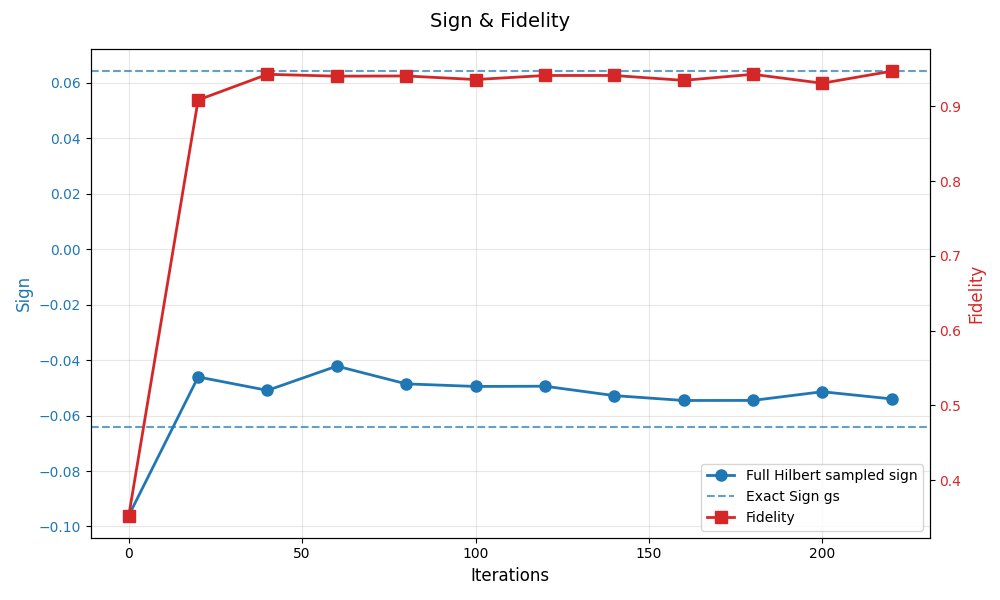 Sign & Fidelity
0.06
0.04
0.02
0.00
−0.02
−0.04
−0.06
−0.08
−0.10
Sign
0.9
0.8
0.7
0.6
0.5
0.4
Fidelity
Full Hilbert sampled sign
Exact Sign gs
Fidelity
0
50
100
150
200
Iterations